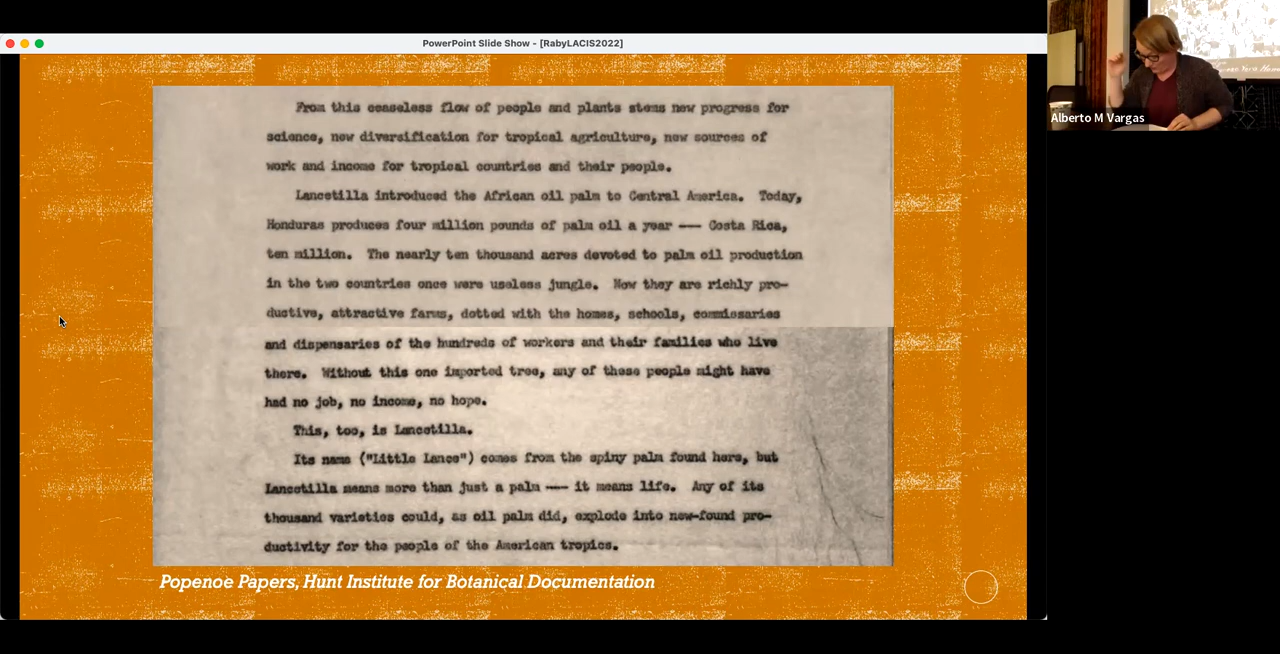 PowerPoint Slide Show - [RabyLACIS2022]
From this ceaseless flow of people and plants stems new progress for
science, new diversification for tropical agriculture, new sources of
work and income for tropical countries and their people.
Lancetilla introduced the African oil palm to Central America. Today,
Honduras produces four million pounds of palm oil a year --- Costa Rica,
ten million. The nearly ten thousand acres devoted to palm oil production
in the two countries once were useless jungle. Now they are richly pro-
ductive, attractive farms, dotted with the homes, schools, commissaries
and dispensaries of the hundreds of workers and their families who live
there. Without this one imported tree, any of these people might have
had no job, no income, no hope.
This, too, is Lancetilla.
Its name ("Little Lance") comes from the spiny palm found here, but
Lancetilla means more than just a palm --- it means life. Any of its
thousand varieties could, as oil palm did, explode into new-found pro-
ductivity for the people of the American tropics.
Popenoe Papers, Hunt Institute for Botanical Documentation
Alberto M Vargas